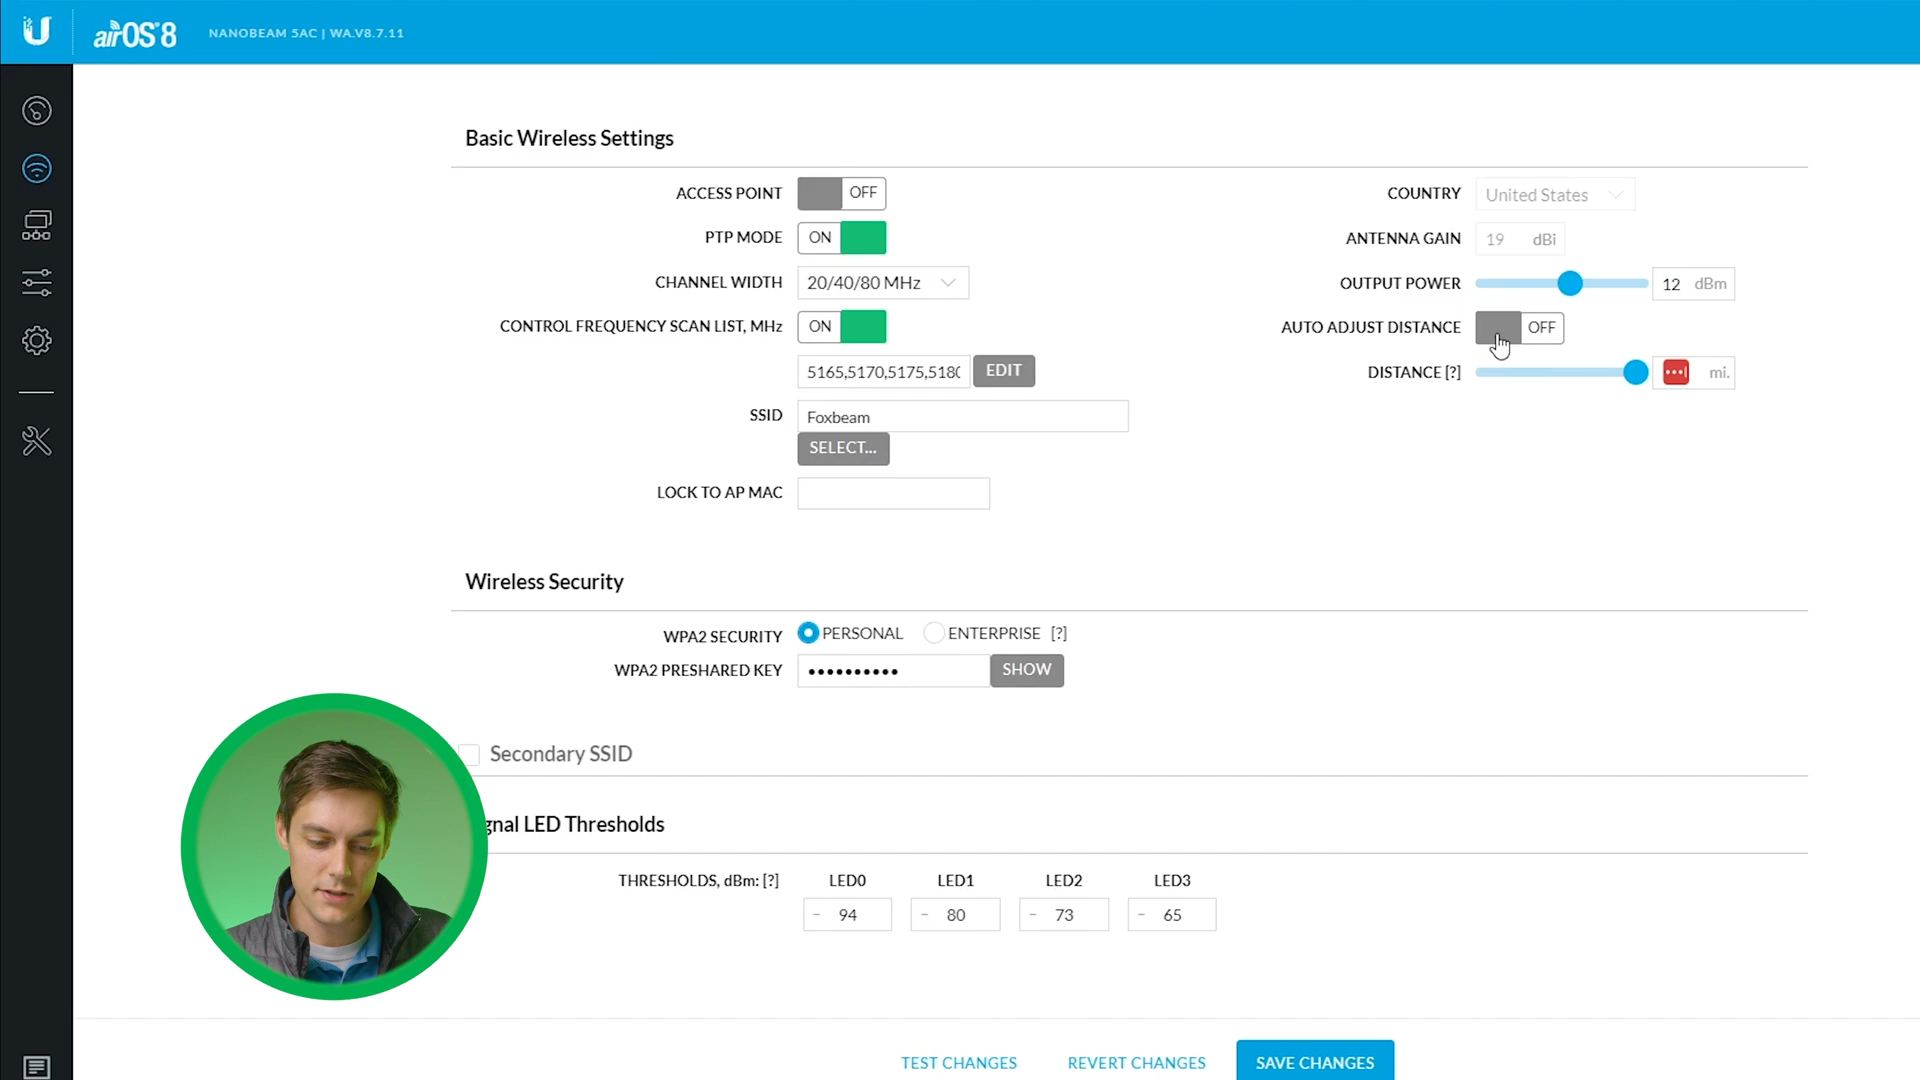 airOS 8
NANOBEAM 5AC | WA.V8.7.11
Basic Wireless Settings
ACCESS POINT OFF
PTP MODE ON
CHANNEL WIDTH 20/40/80 MHz
CONTROL FREQUENCY SCAN LIST, MHz ON
5165,5170,5175,5180 EDIT
SSID Foxbeam
SELECT...
LOCK TO AP MAC
COUNTRY United States
ANTENNA GAIN 19 dBi
OUTPUT POWER 12 dBm
AUTO ADJUST DISTANCE OFF
DISTANCE [?] mi.
Wireless Security
WPA2 SECURITY PERSONAL ENTERPRISE [?]
WPA2 PRESHARED KEY •••••••••• SHOW
Secondary SSID
gnal LED Thresholds
THRESHOLDS, dBm: [?] LED0 LED1 LED2 LED3
- 94 - 80 - 73 - 65
TEST CHANGES REVERT CHANGES SAVE CHANGES